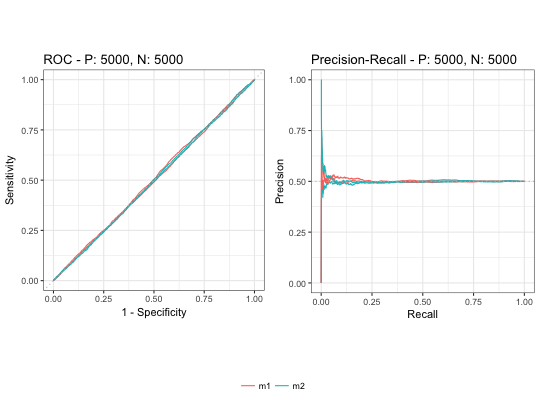 ROC - P: 5000, N: 5000
Sensitivity
1.00
0.75
0.50
0.25
0.00
0.00 0.25 0.50 0.75 1.00
1 - Specificity
Precision-Recall - P: 5000, N: 5000
Precision
1.00
0.75
0.50
0.25
0.00
0.00 0.25 0.50 0.75 1.00
Recall
m1 m2